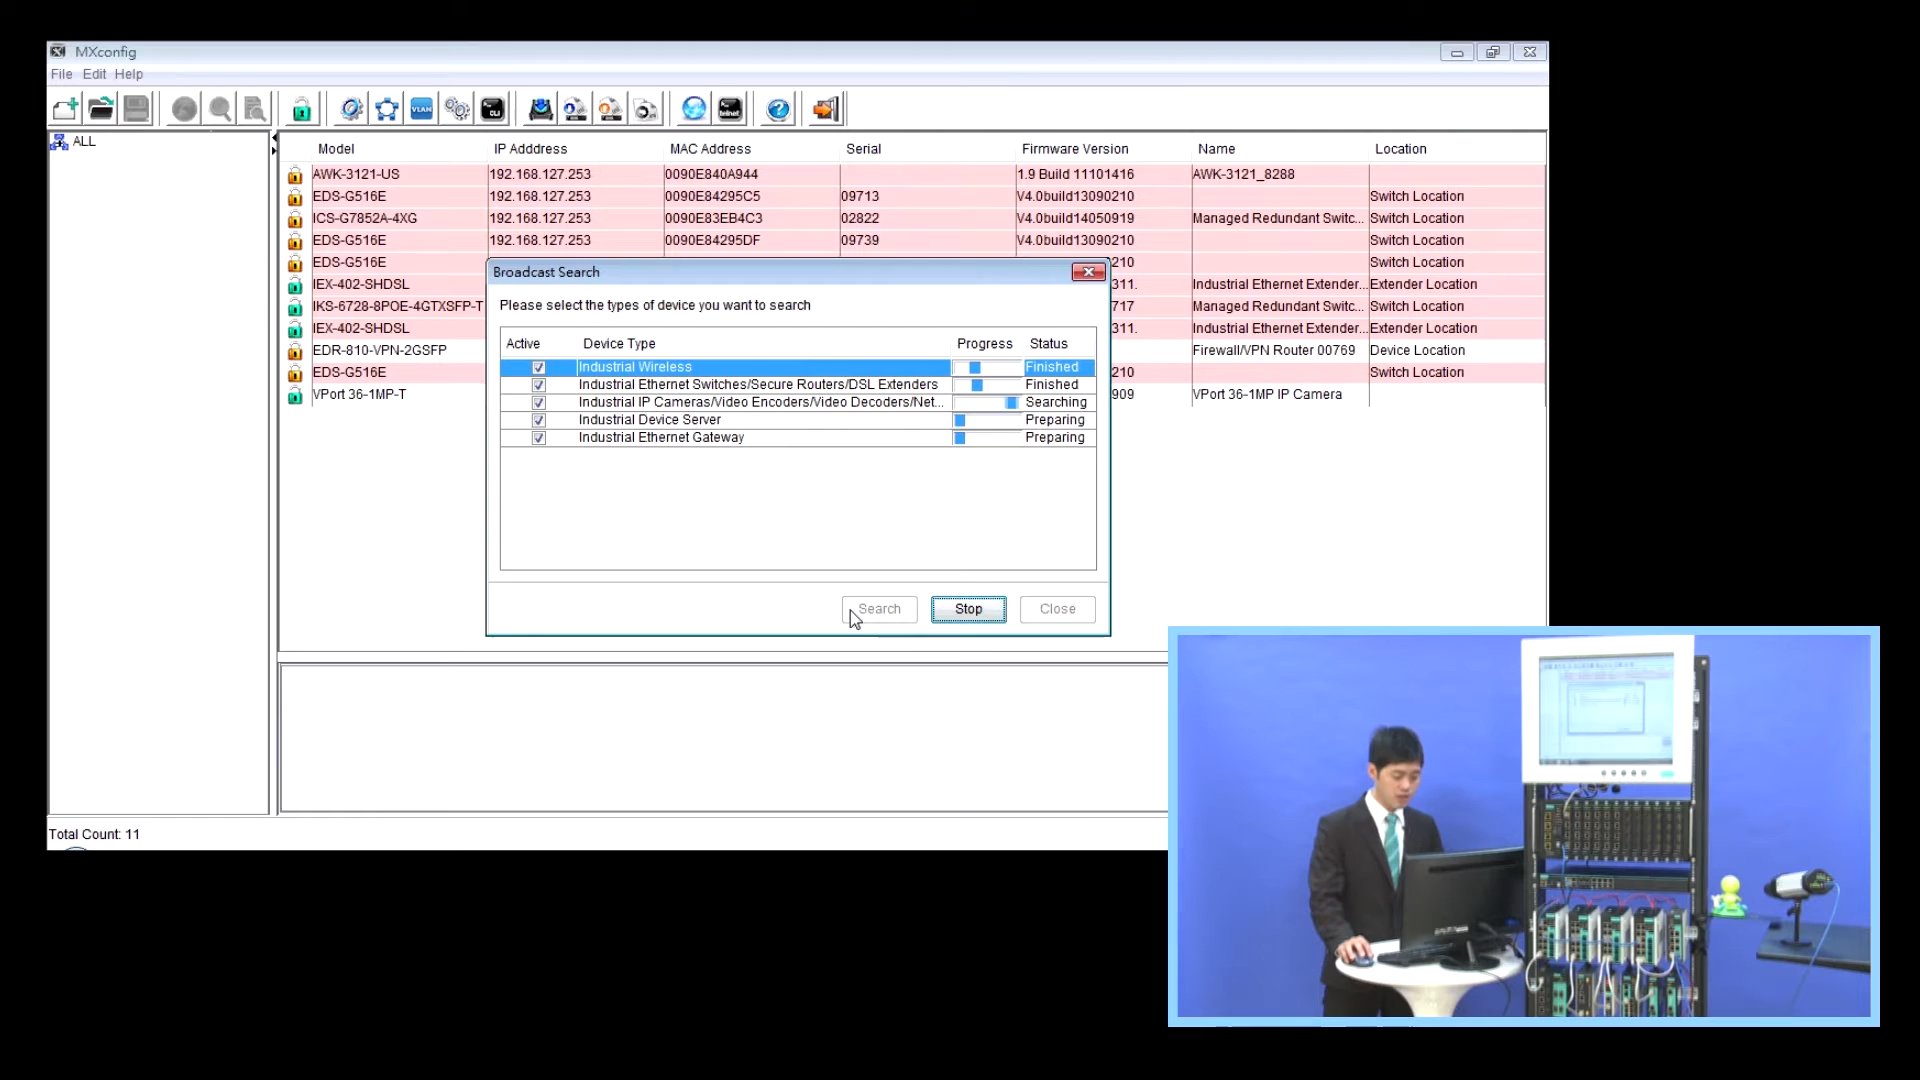 MXconfig
File Edit Help
VLAN CLI telnet
ALL
Model IP Adddress MAC Address Serial Firmware Version Name Location
AWK-3121-US 192.168.127.253 0090E840A944 1.9 Build 11101416 AWK-3121_8288
EDS-G516E 192.168.127.253 0090E84295C5 09713 V4.0build13090210 Switch Location
ICS-G7852A-4XG 192.168.127.253 0090E83EB4C3 02822 V4.0build14050919 Managed Redundant Switc... Switch Location
EDS-G516E 192.168.127.253 0090E84295DF 09739 V4.0build13090210 Switch Location
EDS-G516E 210 Switch Location
IEX-402-SHDSL 311. Industrial Ethernet Extender... Extender Location
IKS-6728-8POE-4GTXSFP-T 717 Managed Redundant Switc... Switch Location
IEX-402-SHDSL 311. Industrial Ethernet Extender... Extender Location
EDR-810-VPN-2GSFP Firewall/VPN Router 00769 Device Location
EDS-G516E 210 Switch Location
VPort 36-1MP-T 909 VPort 36-1MP IP Camera
Broadcast Search
Please select the types of device you want to search
Active Device Type Progress Status
Industrial Wireless Finished
Industrial Ethernet Switches/Secure Routers/DSL Extenders Finished
Industrial IP Cameras/Video Encoders/Video Decoders/Net... Searching
Industrial Device Server Preparing
Industrial Ethernet Gateway Preparing
Search Stop Close
Total Count: 11